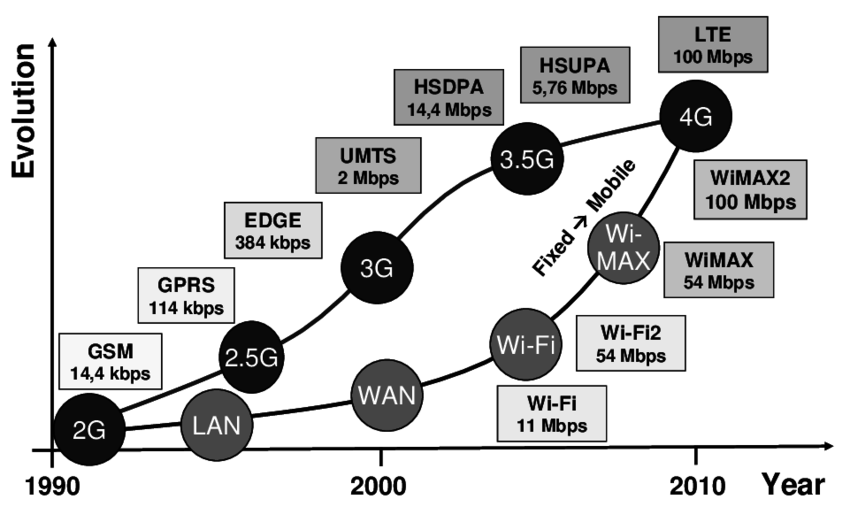 Evolution
LTE
100 Mbps
HSUPA
5,76 Mbps
HSDPA
14,4 Mbps
4G
3.5G
UMTS
2 Mbps
Fixed → Mobile
WiMAX2
100 Mbps
EDGE
384 kbps
Wi-
MAX
3G
WiMAX
54 Mbps
GPRS
114 kbps
Wi-Fi2
54 Mbps
GSM
14,4 kbps
2.5G
Wi-Fi
WAN
Wi-Fi
11 Mbps
2G
LAN
1990
2000
2010
Year